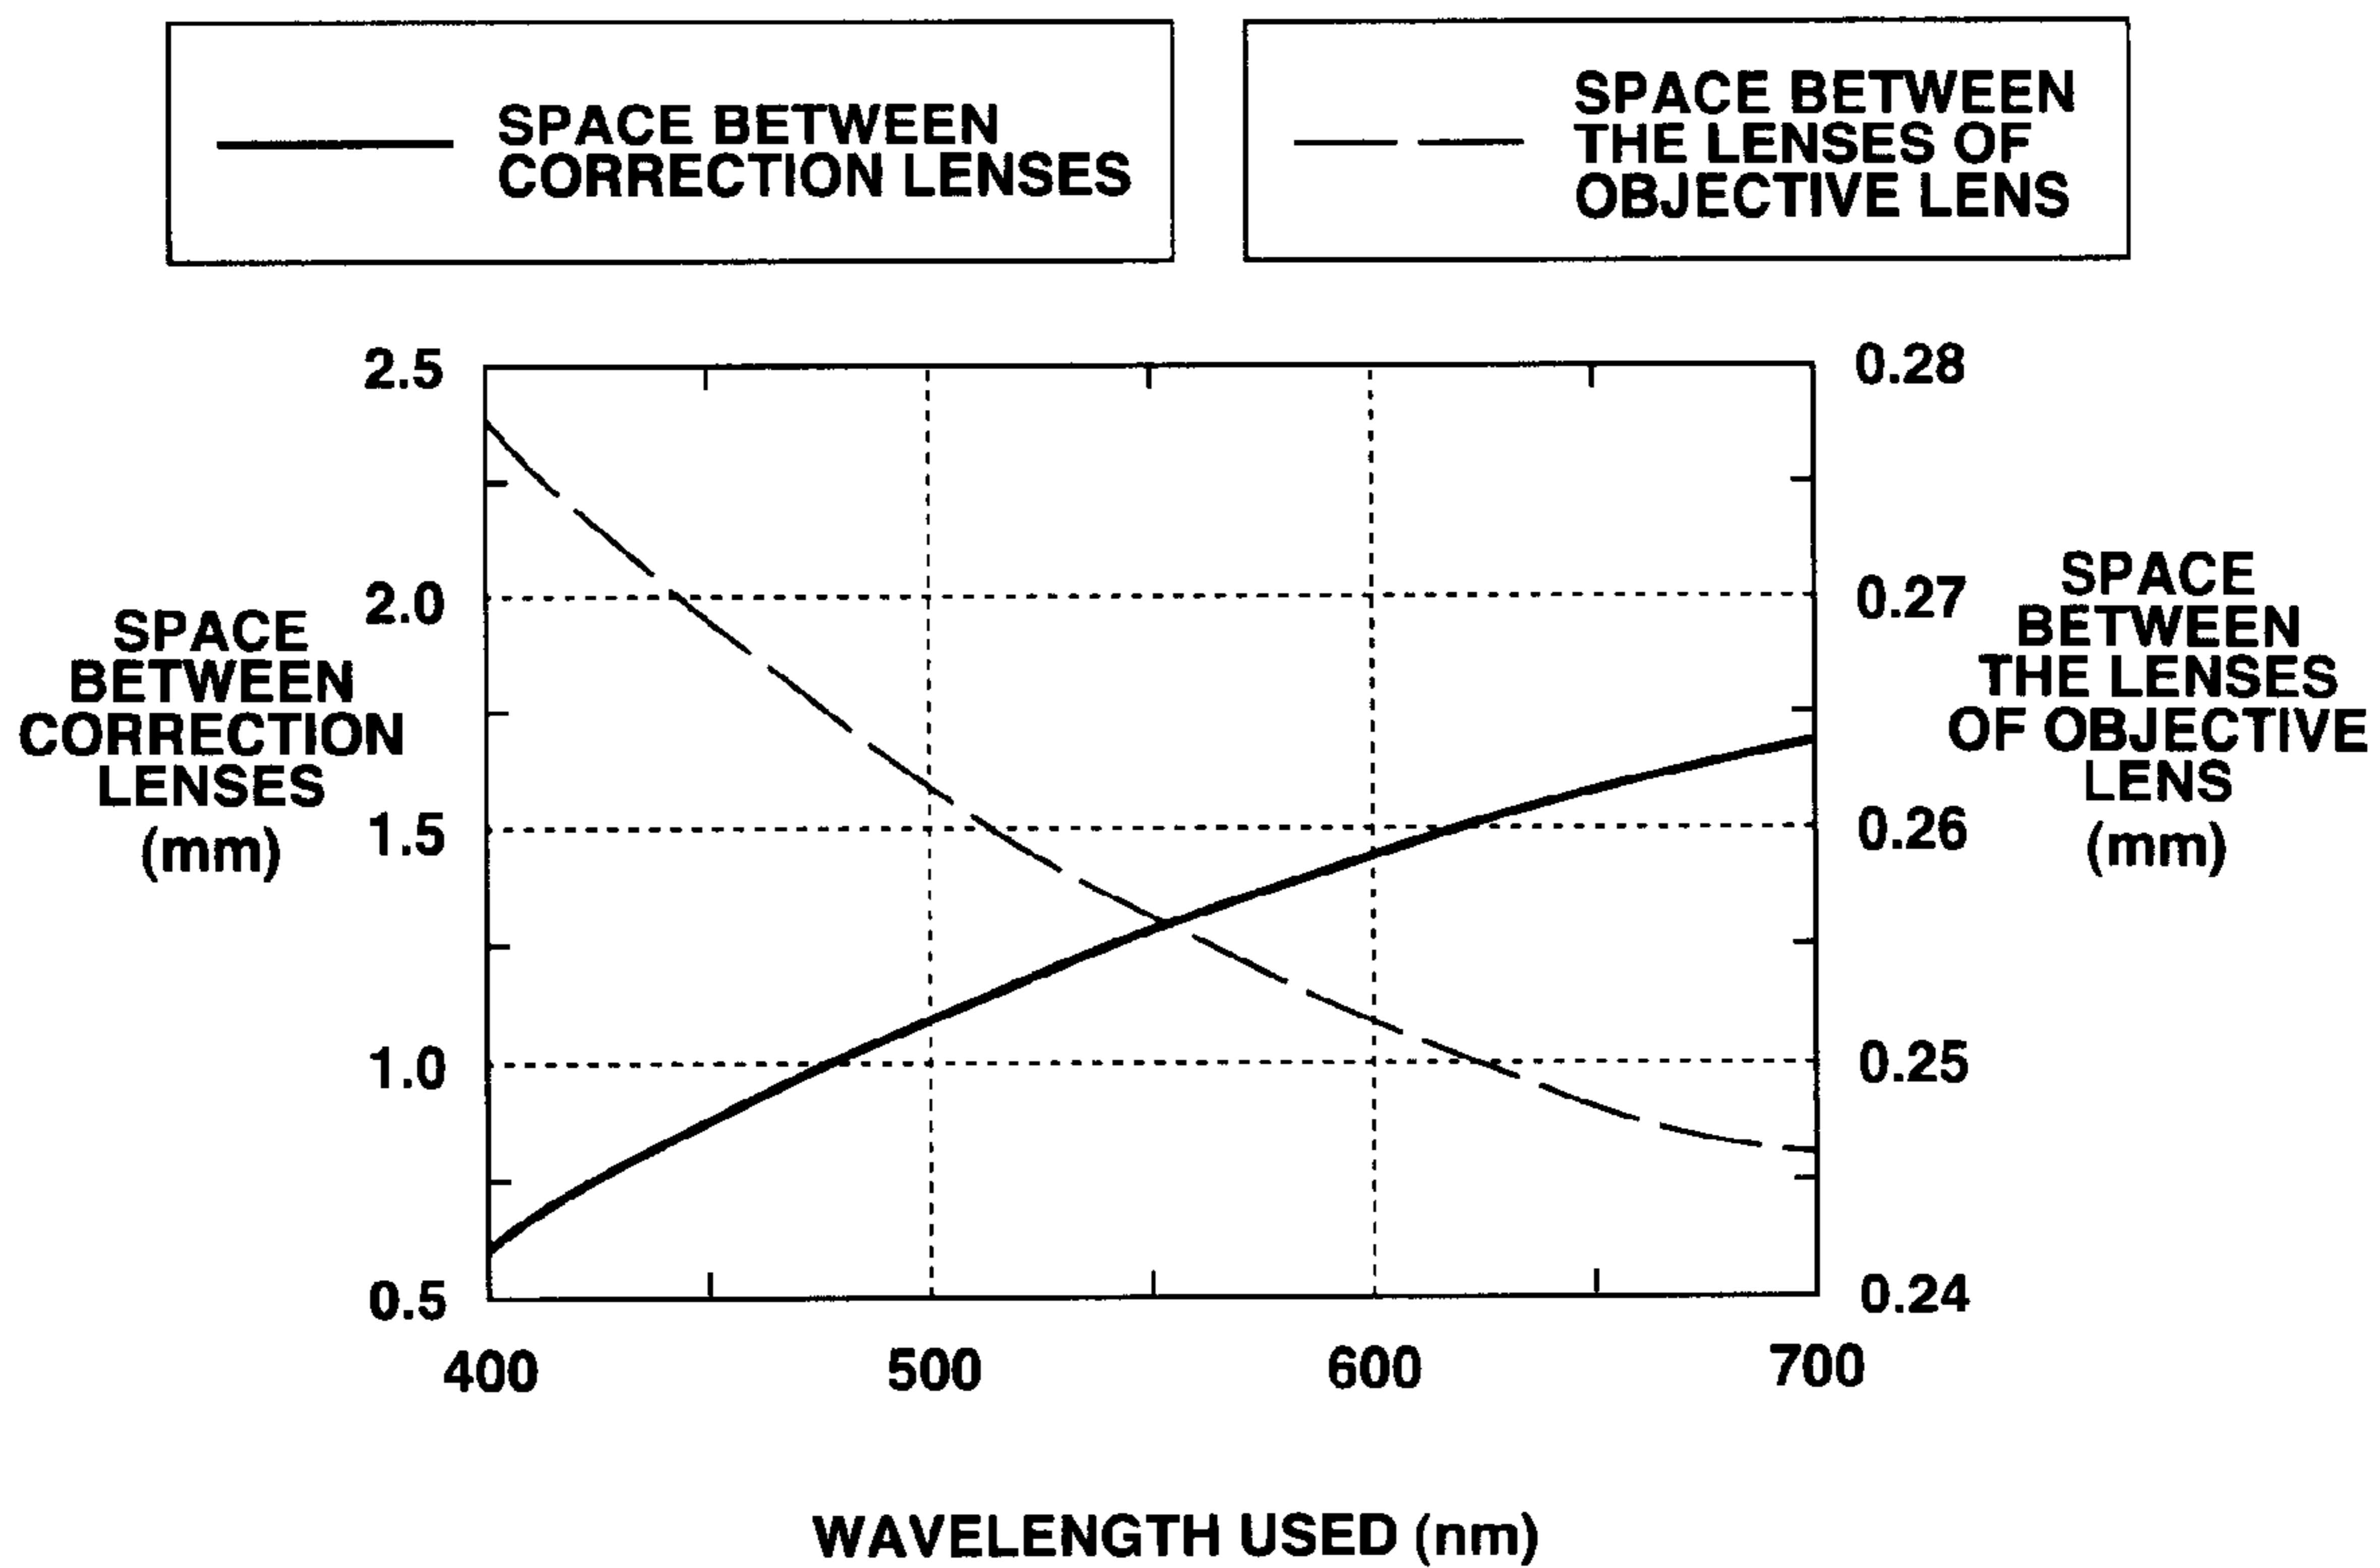 SPACE BETWEEN
CORRECTION LENSES
SPACE BETWEEN
THE LENSES OF
OBJECTIVE LENS
2.5
2.0
1.5
1.0
0.5
SPACE
BETWEEN
CORRECTION
LENSES
(mm)
0.28
0.27
0.26
0.25
0.24
SPACE
BETWEEN
THE LENSES
OF OBJECTIVE
LENS
(mm)
400 500 600 700
WAVELENGTH USED (nm)